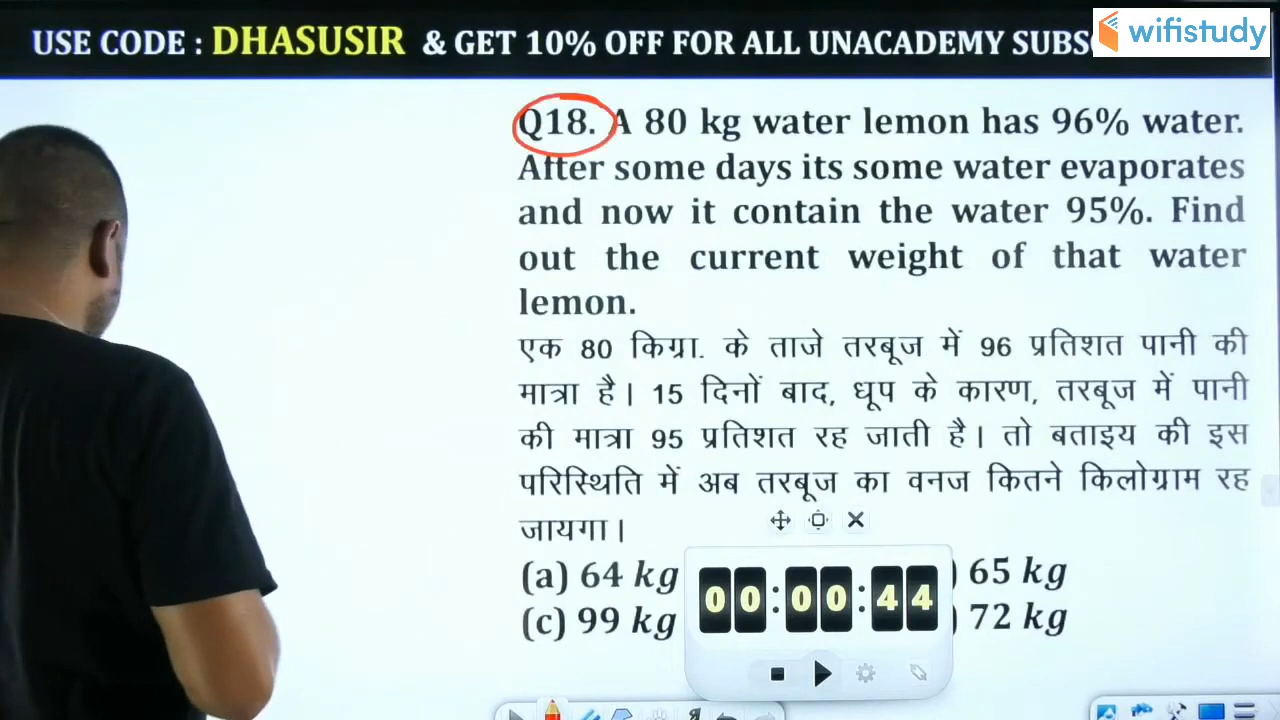 USE CODE : DHASUSIR & GET 10% OFF FOR ALL UNACADEMY
wifistudy
Q18. A 80 kg water lemon has 96% water.
After some days its some water evaporates
and now it contain the water 95%. Find
out the current weight of that water
lemon.
एक 80 किग्रा. के ताजे तरबूज में 96 प्रतिशत पानी की
मात्रा है। 15 दिनों बाद, धूप के कारण, तरबूज में पानी
की मात्रा 95 प्रतिशत रह जाती है। तो बताइय की इस
परिस्थिति में अब तरबूज का वनज कितने किलोग्राम रह
जायगा।
(a) 64 kg ) 65 kg
00:00:44
(c) 99 kg ) 72 kg